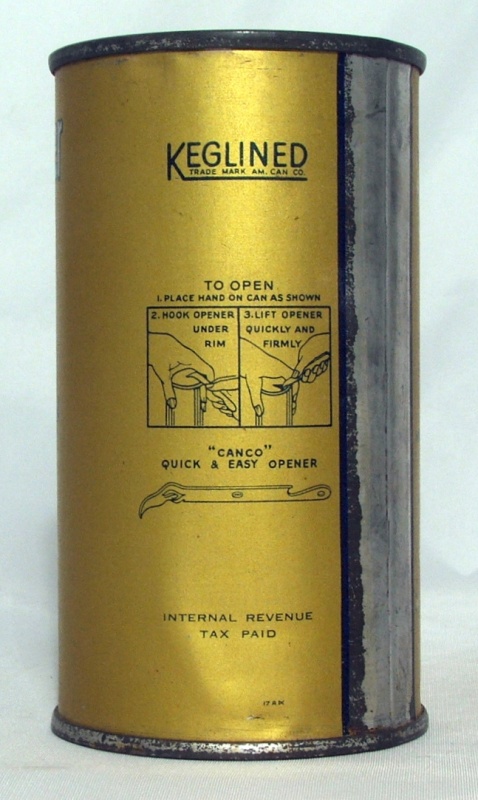 KEGLINED
TRADE MARK AM. CAN CO.
TO OPEN
1. PLACE HAND ON CAN AS SHOWN
2. HOOK OPENER
UNDER
RIM
3. LIFT OPENER
QUICKLY AND
FIRMLY
"CANCO"
QUICK & EASY OPENER
INTERNAL REVENUE
TAX PAID